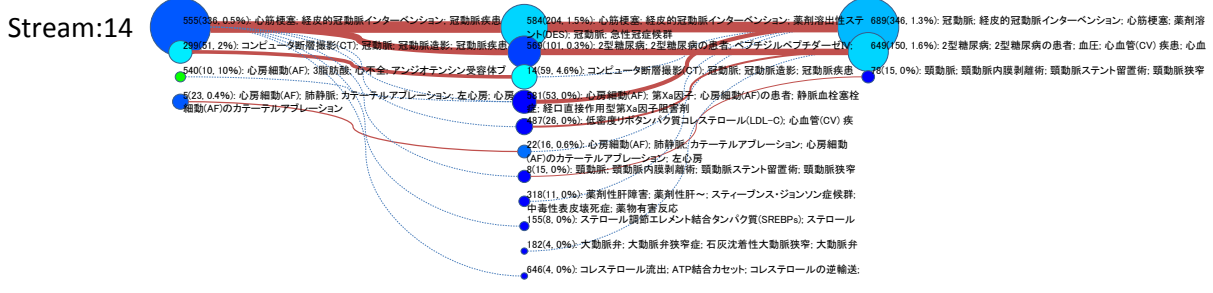 Stream:14
555(336, 0.5%): 心筋梗塞; 経皮的冠動脈インターベンション; 冠動脈疾患
299(51, 2%): コンピュータ断層撮影(CT); 冠動脈; 冠動脈造影; 冠動脈疾患
540(10, 10%): 心房細動(AF); 3脂肪酸; 心不全; アンジオテンシン受容体ブ
5(23, 0.4%): 心房細動(AF); 肺静脈; カテーテルアブレーション; 左心房; 心房
細動(AF)のカテーテルアブレーション
584(204, 1.5%): 心筋梗塞; 経皮的冠動脈インターベンション; 薬剤溶出性ステ
ント(DES); 冠動脈; 急性冠症候群
560(101, 0.3%): 2型糖尿病; 2型糖尿病の患者; ペプチジルペプチダーゼIV;
14(59, 4.6%): コンピュータ断層撮影(CT); 冠動脈; 冠動脈造影; 冠動脈疾患
531(53, 0%): 心房細動(AF); 第Xa因子; 心房細動(AF)の患者; 静脈血栓塞栓
症; 経口直接作用型第Xa因子阻害剤
487(26, 0%): 低密度リポタンパク質コレステロール(LDL-C); 心血管(CV) 疾
22(16, 0.6%): 心房細動(AF); 肺静脈; カテーテルアブレーション; 心房細動
(AF)のカテーテルアブレーション; 左心房
8(15, 0%): 頸動脈; 頸動脈内膜剥離術; 頸動脈ステント留置術; 頸動脈狭窄
318(11, 0%): 薬剤性肝障害; 薬剤性肝~; スティーブンス・ジョンソン症候群;
中毒性表皮壊死症; 薬物有害反応
155(8, 0%): ステロール調節エレメント結合タンパク質(SREBPs); ステロール
182(4, 0%): 大動脈弁; 大動脈弁狭窄症; 石灰沈着性大動脈狭窄; 大動脈弁
646(4, 0%): コレステロール流出; ATP結合カセット; コレステロールの逆輸送;
689(346, 1.3%): 冠動脈; 経皮的冠動脈インターベンション; 心筋梗塞; 薬剤溶
649(150, 1.6%): 2型糖尿病; 2型糖尿病の患者; 血圧; 心血管(CV) 疾患; 心血
78(15, 0%): 頸動脈; 頸動脈内膜剥離術; 頸動脈ステント留置術; 頸動脈狭窄